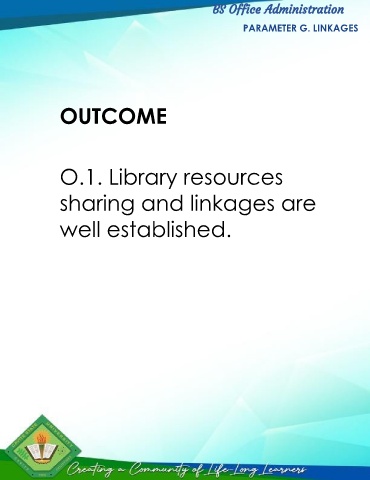 BS Office Administration
PARAMETER G. LINKAGES
OUTCOME
O.1. Library resources
sharing and linkages are
well established.
Creating a Community of Life-Long Learners